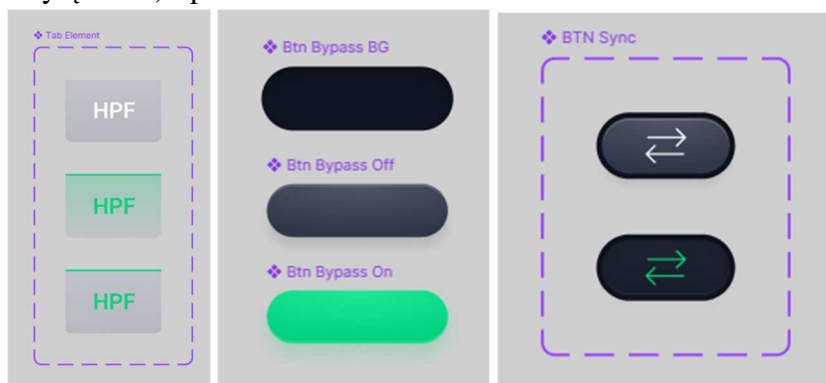 Tab Element
HPF
HPF
HPF
Btn Bypass BG
Btn Bypass Off
Btn Bypass On
BTN Sync